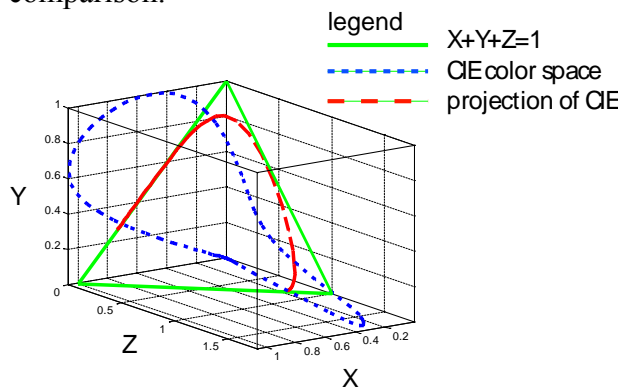 comparison.
legend
X+Y+Z=1
CIE color space
projection of CIE
1
0.8
0.6
0.4
0.2
0
Y
0.5
1
1.5
Z
1
0.8
0.6
0.4
0.2
X